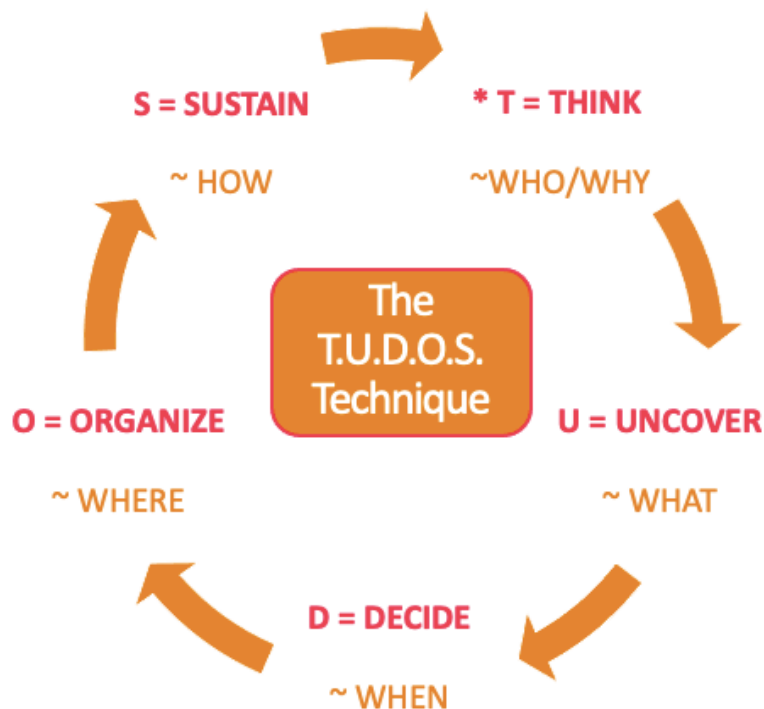 The
T.U.D.O.S.
Technique
* T = THINK
~WHO/WHY
U = UNCOVER
~ WHAT
D = DECIDE
~ WHEN
O = ORGANIZE
~ WHERE
S = SUSTAIN
~ HOW